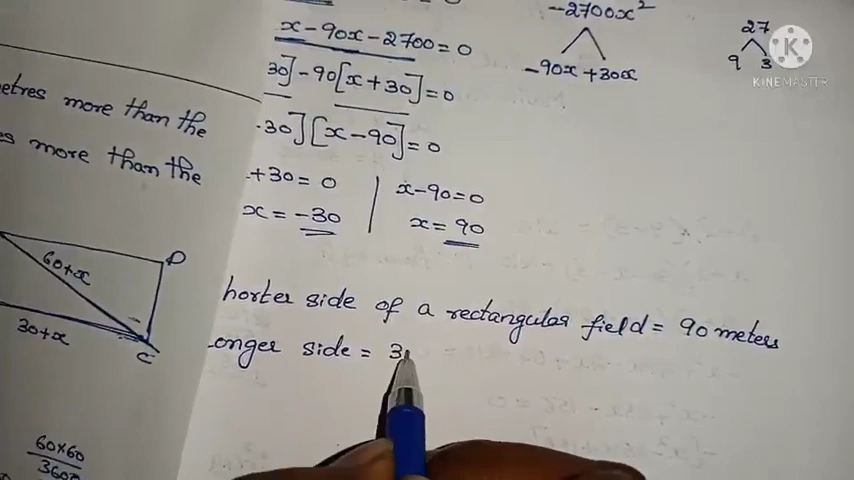 -2700x²
27
x-90x-2700=0
-90x+30x
9 3
KINEMASTER
30]-90[x+30]=0
etres more than the
30][x-90]=0
more than the
+30=0
x-90=0
x=-30
x=90
D
60+x
horter side of a rectangular field=90 meters
30+x
onger side = 3
C
60x60
3600